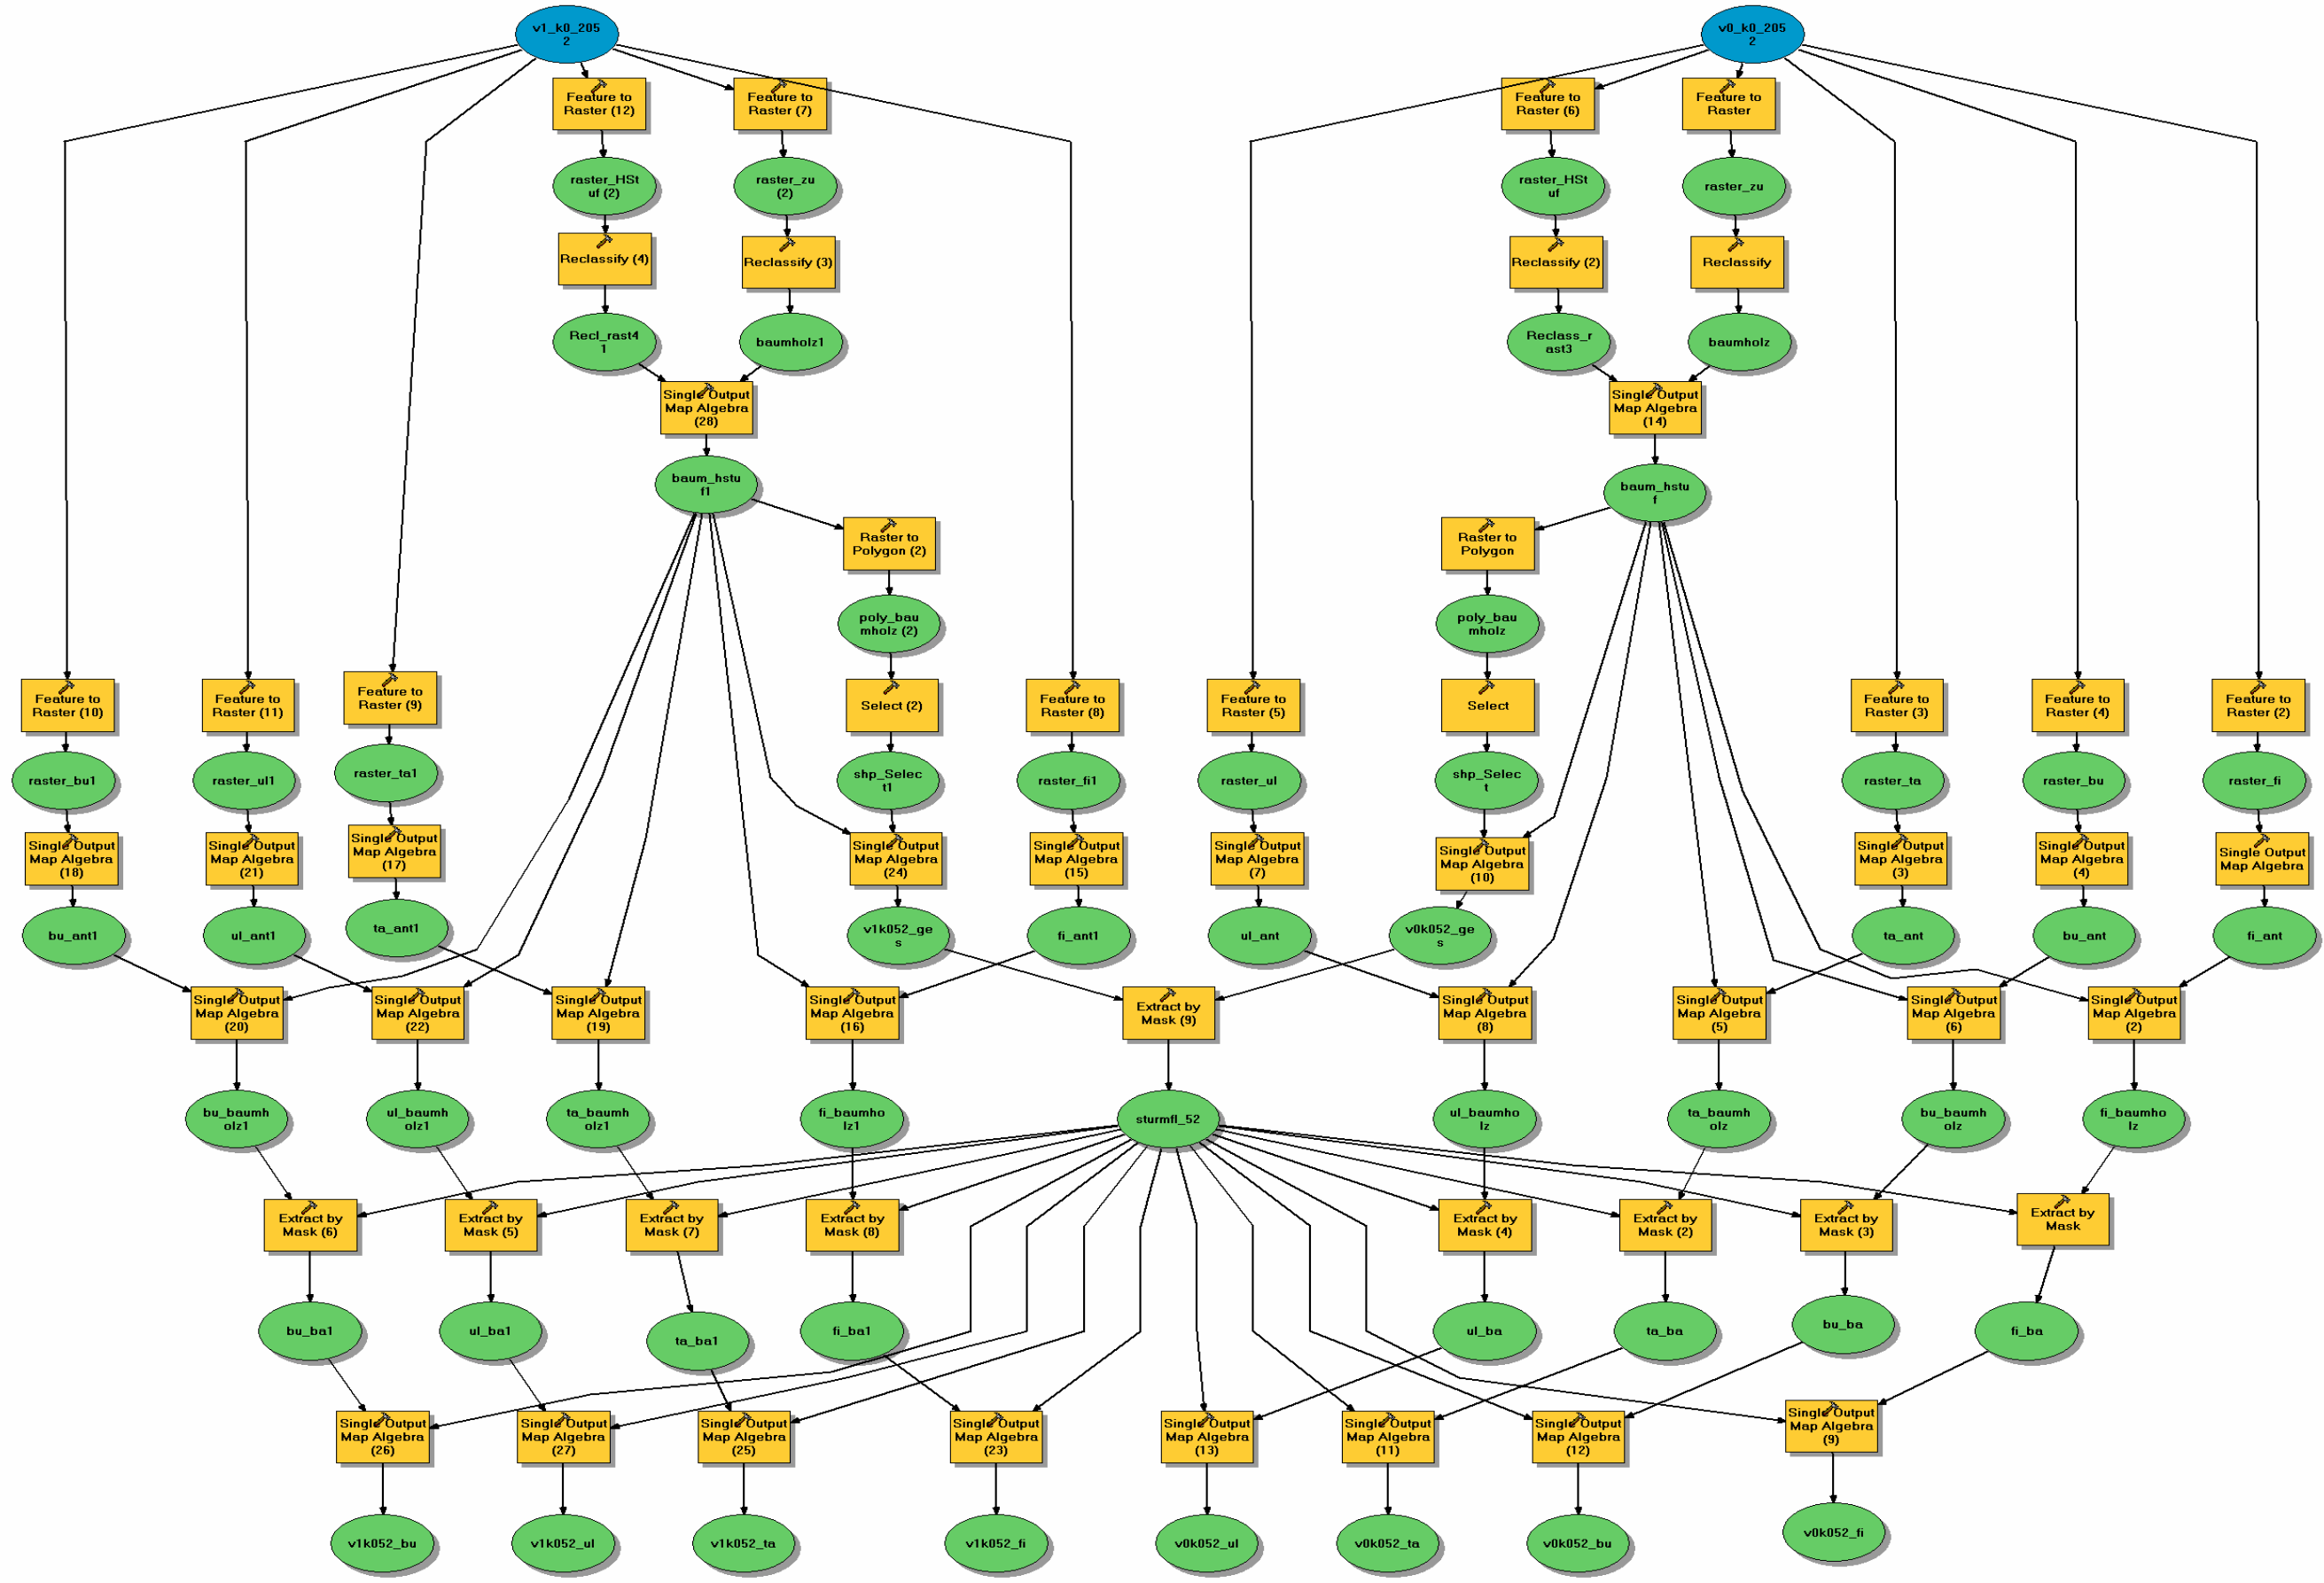 v1_k0_205
2
v0_k0_205
2
Feature to
Raster (12)
Feature to
Raster (7)
Feature to
Raster (6)
Feature to
Raster
raster_HSt
uf (2)
raster_zu
(2)
raster_HSt
uf
raster_zu
Reclassify (4)
Reclassify (3)
Reclassify (2)
Reclassify
Recl_rast4
1
baumholz1
Reclass_r
ast3
baumholz
Single Output
Map Algebra
(28)
Single Output
Map Algebra
(14)
baum_hstu
f1
baum_hstu
f
Raster to
Polygon (2)
Raster to
Polygon
poly_bau
mholz (2)
poly_bau
mholz
Feature to
Raster (10)
Feature to
Raster (11)
Feature to
Raster (9)
Select (2)
Feature to
Raster (8)
Feature to
Raster (5)
Select
Feature to
Raster (3)
Feature to
Raster (4)
Feature to
Raster (2)
raster_bu1
raster_ul1
raster_ta1
shp_Selec
t1
raster_fi1
raster_ul
shp_Selec
t
raster_ta
raster_bu
raster_fi
Single Output
Map Algebra
(18)
Single Output
Map Algebra
(21)
Single Output
Map Algebra
(17)
Single Output
Map Algebra
(24)
Single Output
Map Algebra
(15)
Single Output
Map Algebra
(7)
Single Output
Map Algebra
(10)
Single Output
Map Algebra
(3)
Single Output
Map Algebra
(4)
Single Output
Map Algebra
bu_ant1
ul_ant1
ta_ant1
v1k052_ge
s
fi_ant1
ul_ant
v0k052_ge
s
ta_ant
bu_ant
fi_ant
Single Output
Map Algebra
(20)
Single Output
Map Algebra
(22)
Single Output
Map Algebra
(19)
Single Output
Map Algebra
(16)
Extract by
Mask (9)
Single Output
Map Algebra
(8)
Single Output
Map Algebra
(5)
Single Output
Map Algebra
(6)
Single Output
Map Algebra
(2)
bu_baumh
olz1
ul_baumh
olz1
ta_baumh
olz1
fi_baumho
lz1
sturmfl_52
ul_baumho
lz
ta_baumh
olz
bu_baumh
olz
fi_baumho
lz
Extract by
Mask (6)
Extract by
Mask (5)
Extract by
Mask (7)
Extract by
Mask (8)
Extract by
Mask (4)
Extract by
Mask (2)
Extract by
Mask (3)
Extract by
Mask
bu_ba1
ul_ba1
ta_ba1
fi_ba1
ul_ba
ta_ba
bu_ba
fi_ba
Single Output
Map Algebra
(26)
Single Output
Map Algebra
(27)
Single Output
Map Algebra
(25)
Single Output
Map Algebra
(23)
Single Output
Map Algebra
(13)
Single Output
Map Algebra
(11)
Single Output
Map Algebra
(12)
Single Output
Map Algebra
(9)
v1k052_bu
v1k052_ul
v1k052_ta
v1k052_fi
v0k052_ul
v0k052_ta
v0k052_bu
v0k052_fi